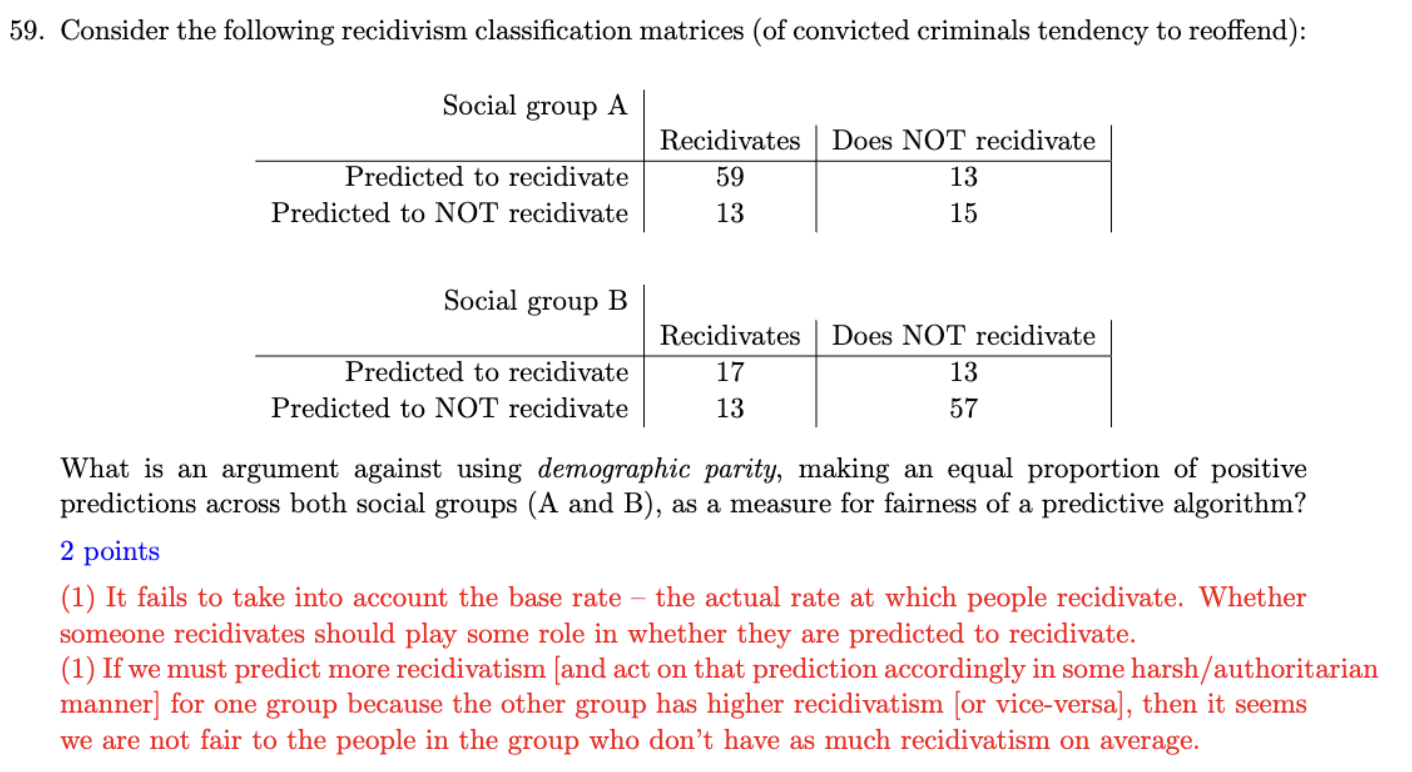 59. Consider the following recidivism classification matrices (of convicted criminals tendency to reoffend):
Social group A
Recidivates Does NOT recidivate
Predicted to recidivate 59 13
Predicted to NOT recidivate 13 15
Social group B
Recidivates Does NOT recidivate
Predicted to recidivate 17 13
Predicted to NOT recidivate 13 57
What is an argument against using demographic parity, making an equal proportion of positive
predictions across both social groups (A and B), as a measure for fairness of a predictive algorithm?
2 points
(1) It fails to take into account the base rate – the actual rate at which people recidivate. Whether
someone recidivates should play some role in whether they are predicted to recidivate.
(1) If we must predict more recidivatism [and act on that prediction accordingly in some harsh/authoritarian
manner] for one group because the other group has higher recidivatism [or vice-versa], then it seems
we are not fair to the people in the group who don't have as much recidivatism on average.